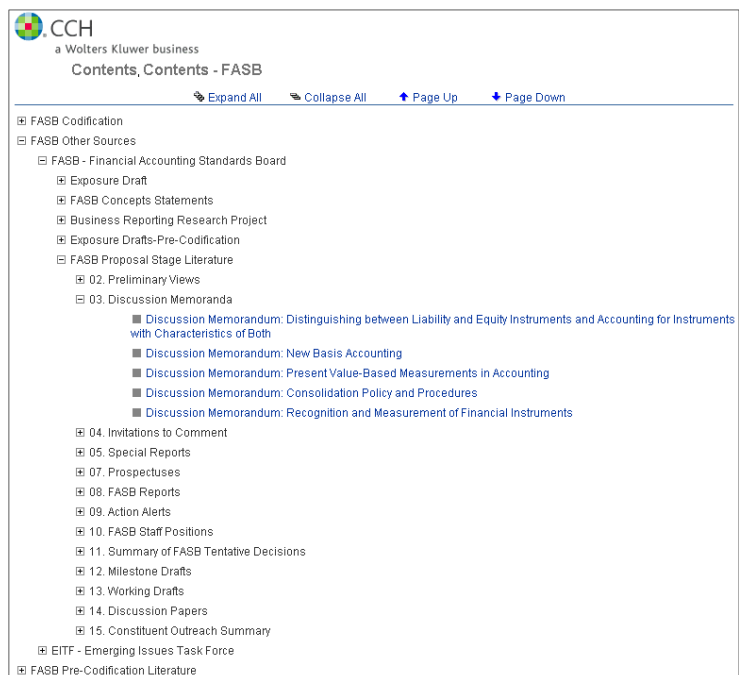 CCH
a Wolters Kluwer business
Contents, Contents - FASB
Expand All Collapse All Page Up Page Down
FASB Codification
FASB Other Sources
FASB - Financial Accounting Standards Board
Exposure Draft
FASB Concepts Statements
Business Reporting Research Project
Exposure Drafts-Pre-Codification
FASB Proposal Stage Literature
02. Preliminary Views
03. Discussion Memoranda
Discussion Memorandum: Distinguishing between Liability and Equity Instruments and Accounting for Instruments
with Characteristics of Both
Discussion Memorandum: New Basis Accounting
Discussion Memorandum: Present Value-Based Measurements in Accounting
Discussion Memorandum: Consolidation Policy and Procedures
Discussion Memorandum: Recognition and Measurement of Financial Instruments
04. Invitations to Comment
05. Special Reports
07. Prospectuses
08. FASB Reports
09. Action Alerts
10. FASB Staff Positions
11. Summary of FASB Tentative Decisions
12. Milestone Drafts
13. Working Drafts
14. Discussion Papers
15. Constituent Outreach Summary
EITF - Emerging Issues Task Force
FASB Pre-Codification Literature